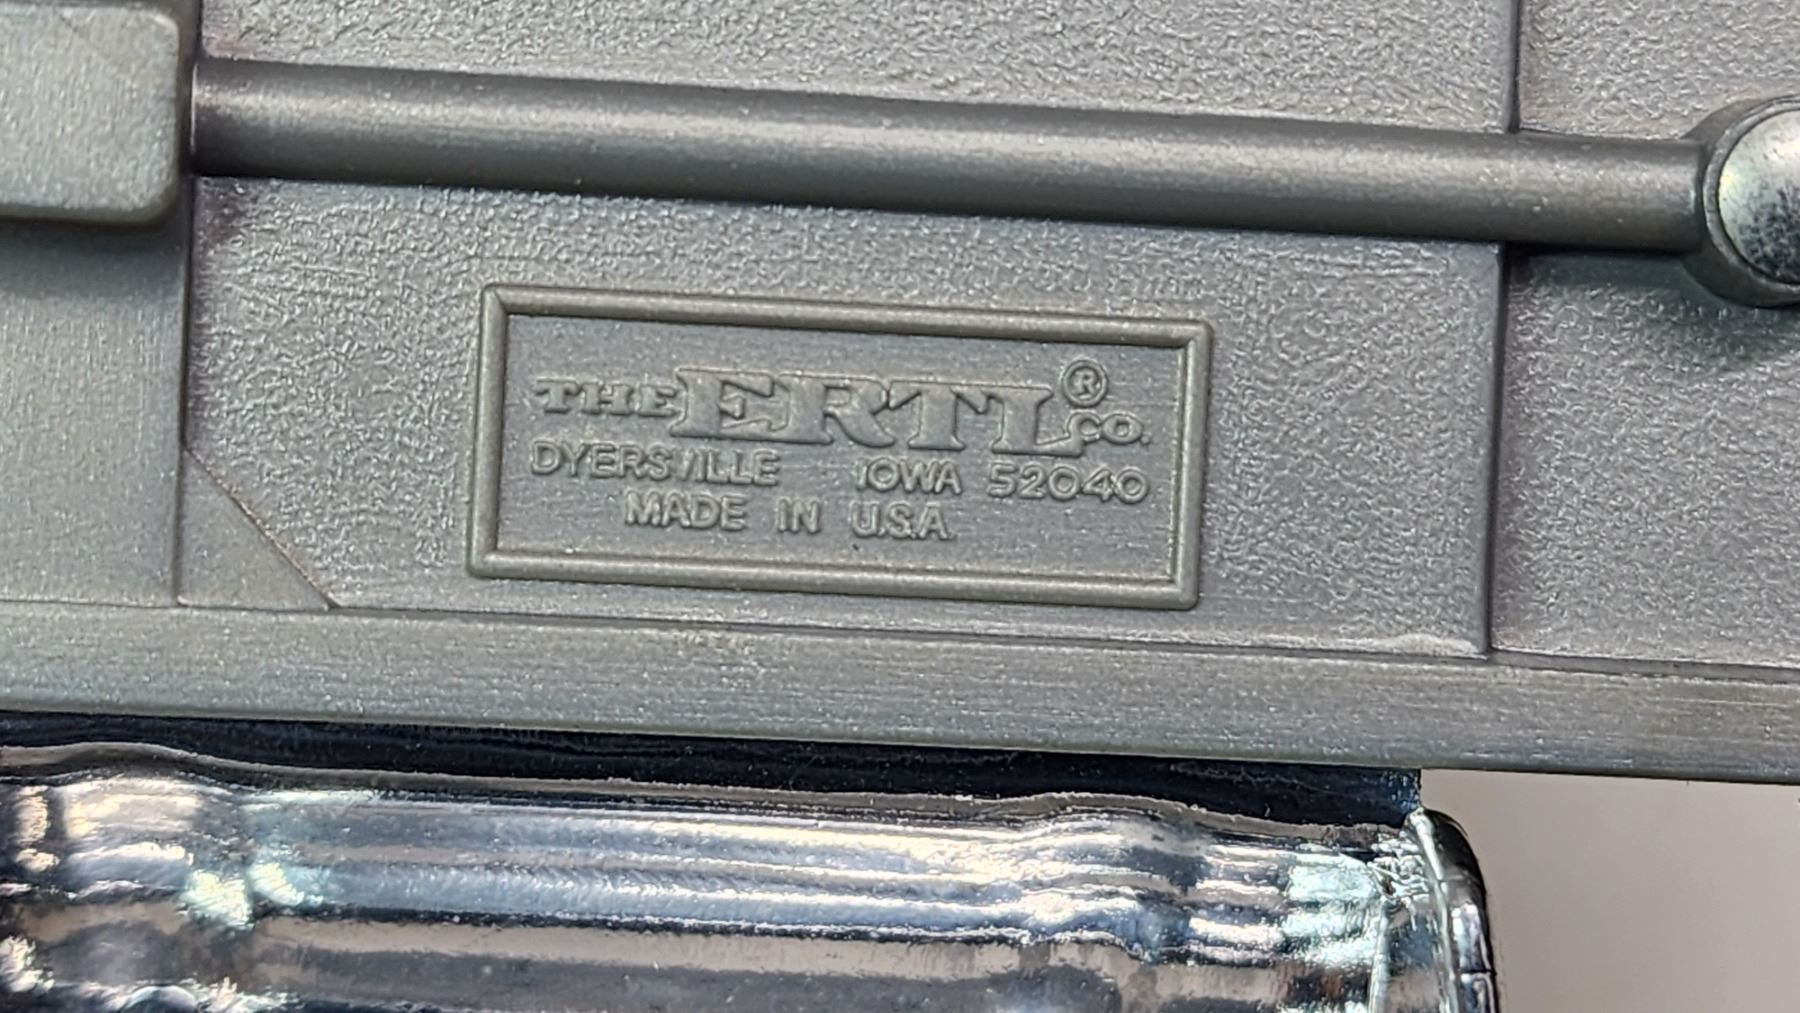 THE ERTL® CO.
DYERSVILLE IOWA 52040
MADE IN U.S.A.